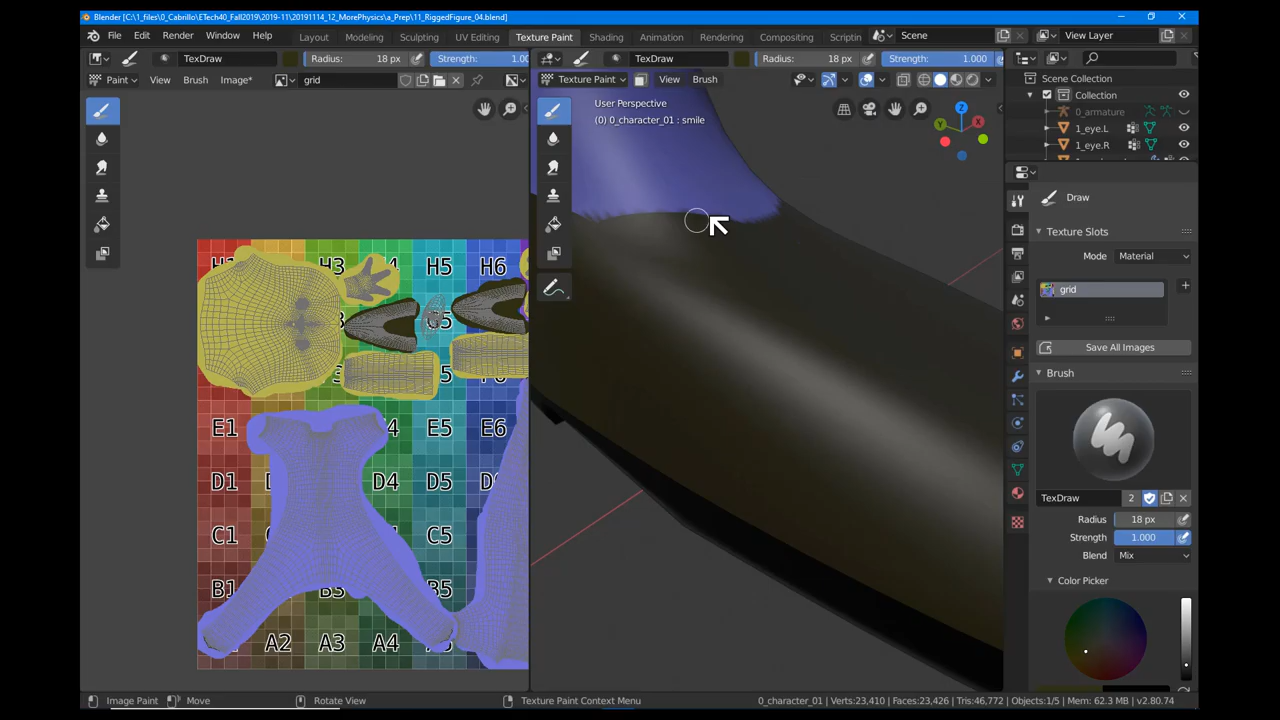 Blender [C:\1_files\0_Cabrillo\ETech40_Fall2019\2019-11\20191114_12_MorePhysics\a_Prep\11_RiggedFigure_04.blend]
File Edit Render Window Help Layout Modeling Sculpting UV Editing Texture Paint Shading Animation Rendering Compositing Scriptin Scene View Layer
TexDraw Radius: 18 px Strength: 1.00 TexDraw Radius: 18 px Strength: 1.000
Paint View Brush Image* grid Texture Paint View Brush
Scene Collection
Collection
0_armature
1_eye.L
1_eye.R
User Perspective
(0) 0_character_01 : smile
Z
Y
X
Draw
Texture Slots
Mode Material
grid
Save All Images
Brush
TexDraw 2
Radius 18 px
Strength 1.000
Blend Mix
Color Picker
H3 H5 H6
E1 E5 E6
D1 D4 D5
C1 C5
B1 B5
A2 A3 A4
Image Paint Move Rotate View Texture Paint Context Menu 0_character_01 | Verts:23,410 | Faces:23,426 | Tris:46,772 | Objects:1/5 | Mem: 62.3 MB | v2.80.74